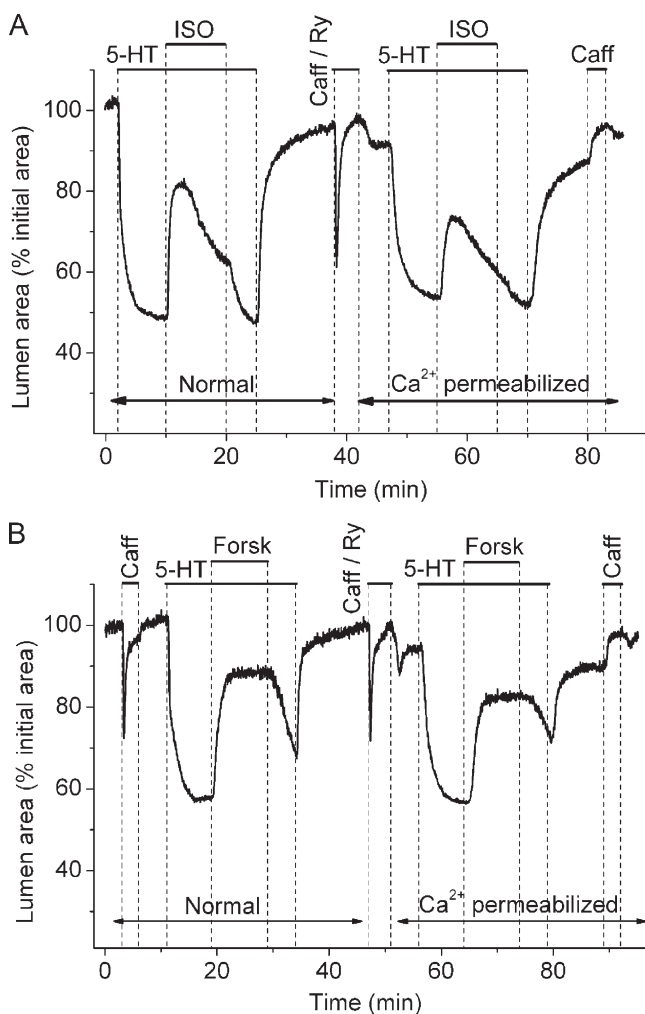 A
ISO
5-HT
Caff / Ry
ISO
5-HT
Caff
Lumen area (% initial area)
100
80
60
40
Normal
Ca2+ permeabilized
0 20 40 60 80
Time (min)
B
Caff
Forsk
5-HT
Caff / Ry
Forsk
5-HT
Caff
Lumen area (% initial area)
100
80
60
40
Normal
Ca2+ permeabilized
0 20 40 60 80
Time (min)